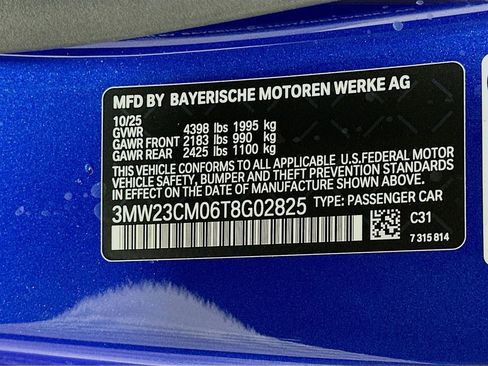 MFD BY BAYERISCHE MOTOREN WERKE AG
10/25
GVWR 4398 lbs 1995 kg
GAWR FRONT 2183 lbs 990 kg
GAWR REAR 2425 lbs 1100 kg
THIS VEHICLE CONFORMS TO ALL APPLICABLE U.S.FEDERAL MOTOR
VEHICLE SAFETY, BUMPER, AND THEFT PREVENTION STANDARDS
IN EFFECT ON THE DATE OF MANUFACTURE SHOWN ABOVE.
3MW23CM06T8G02825 TYPE: PASSENGER CAR
C31
7 315 814